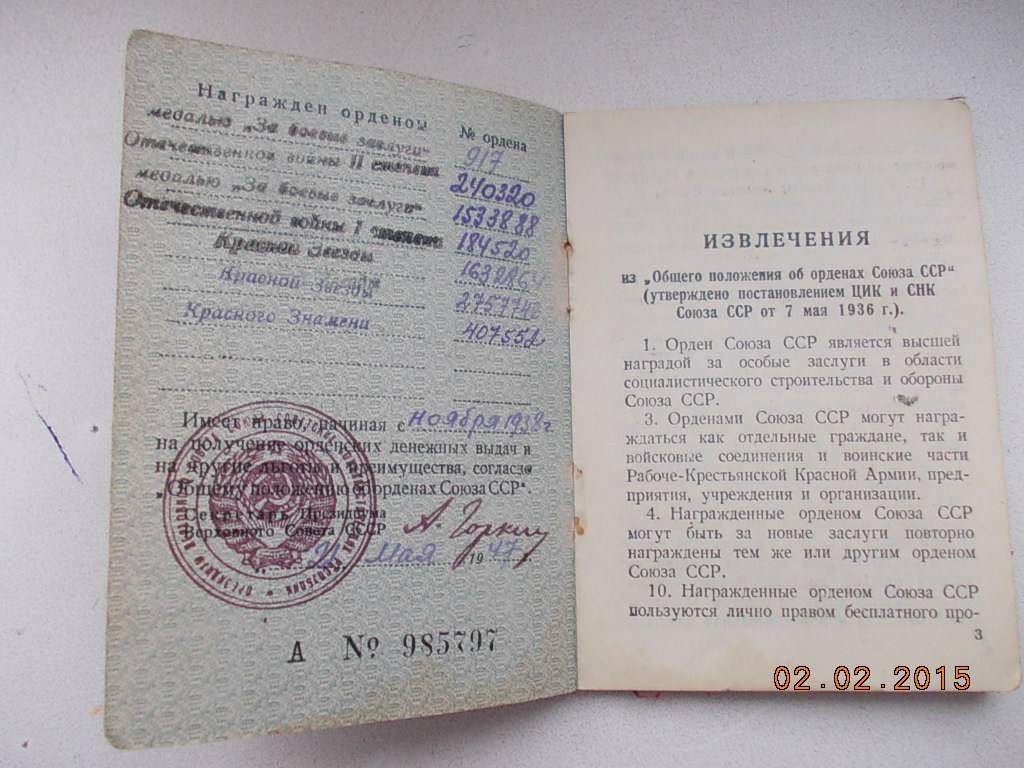 Награжден орденом
№ ордена
медалью „За боевые заслуги“ 917
Отечественной войны II степени 240320
медалью „За боевые заслуги“ 1533888
Отечественной войны I степени 184520
Красной Звезды 1632864
Красной Звезды
Красного Знамени 407552
Имеет право, начиная с ноября 1938 г
на получение орденских денежных выдач и
на другие льготы и преимущества, согласно
„Общему положению об орденах Союза ССР“.
Секретарь Президиума
Верховного Совета СССР А. Горкин
24 мая 1947 г.
А № 985797
ИЗВЛЕЧЕНИЯ
из „Общего положения об орденах Союза ССР“
(утверждено постановлением ЦИК и СНК
Союза ССР от 7 мая 1936 г.).
1. Орден Союза ССР является высшей
наградой за особые заслуги в области
социалистического строительства и обороны
Союза ССР.
3. Орденами Союза ССР могут награ-
ждаться как отдельные граждане, так и
войсковые соединения и воинские части
Рабоче-Крестьянской Красной Армии, пред-
приятия, учреждения и организации.
4. Награжденные орденом Союза ССР
могут быть за новые заслуги повторно
награждены тем же или другим орденом
Союза ССР.
10. Награжденные орденом Союза ССР
пользуются лично правом бесплатного про-
3
02.02.2015